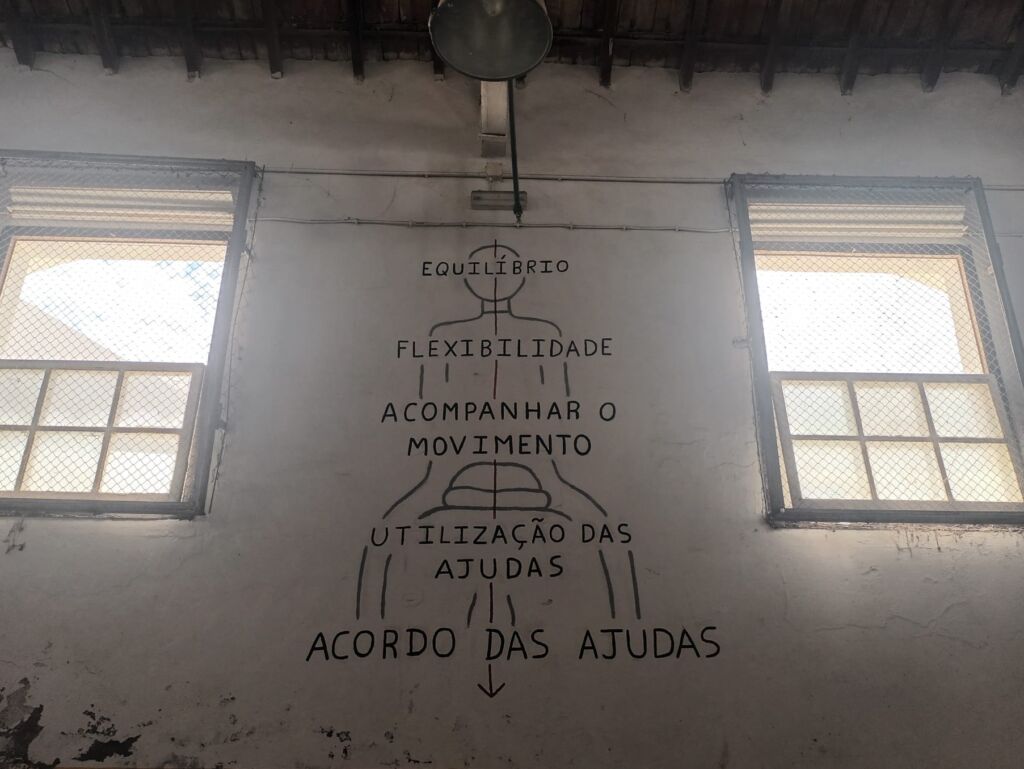 EQUILÍBRIO
FLEXIBILIDADE
ACOMPANHAR O
MOVIMENTO
UTILIZAÇÃO DAS
AJUDAS
ACORDO DAS AJUDAS